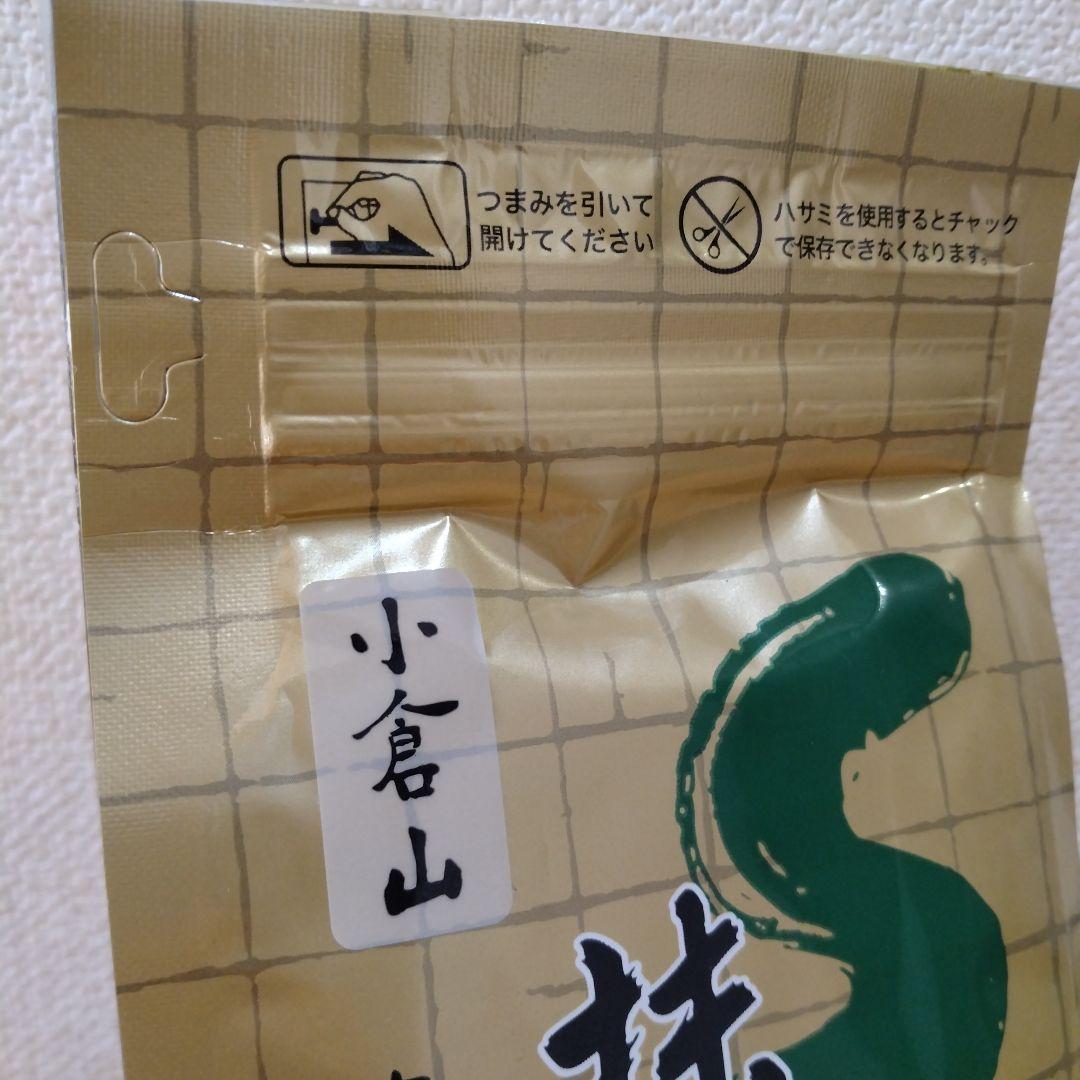 つまみを引いて
開けてください
ハサミを使用するとチャック
で保存できなくなります。
小倉山
抹